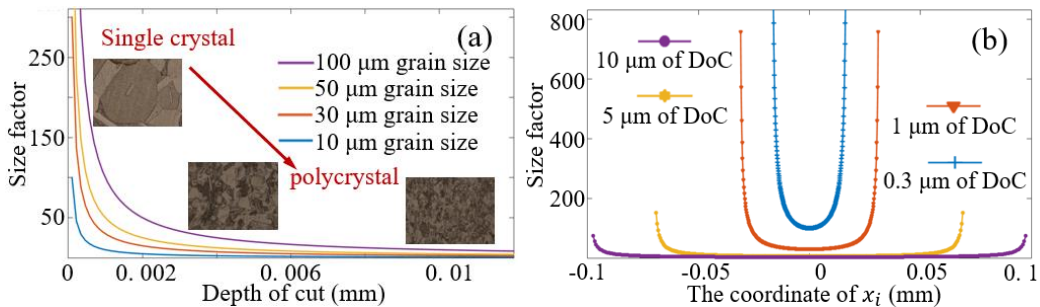 Size factor
50
150
250
(a)
Single crystal
polycrystal
100 μm grain size
50 μm grain size
30 μm grain size
10 μm grain size
0
0.002
0.006
0.01
Depth of cut (mm)
Size factor
200
400
600
800
(b)
10 μm of DoC
5 μm of DoC
1 μm of DoC
0.3 μm of DoC
-0.1
-0.05
0
0.05
0.1
The coordinate of xᵢ (mm)